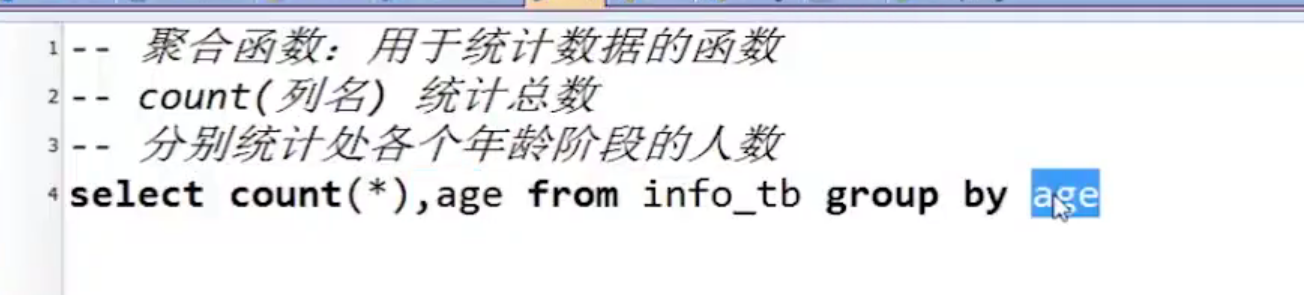 1 -- 聚合函数：用于统计数据的函数
2 -- count(列名) 统计总数
3 -- 分别统计处各个年龄阶段的人数
4 select count(*),age from info_tb group by age